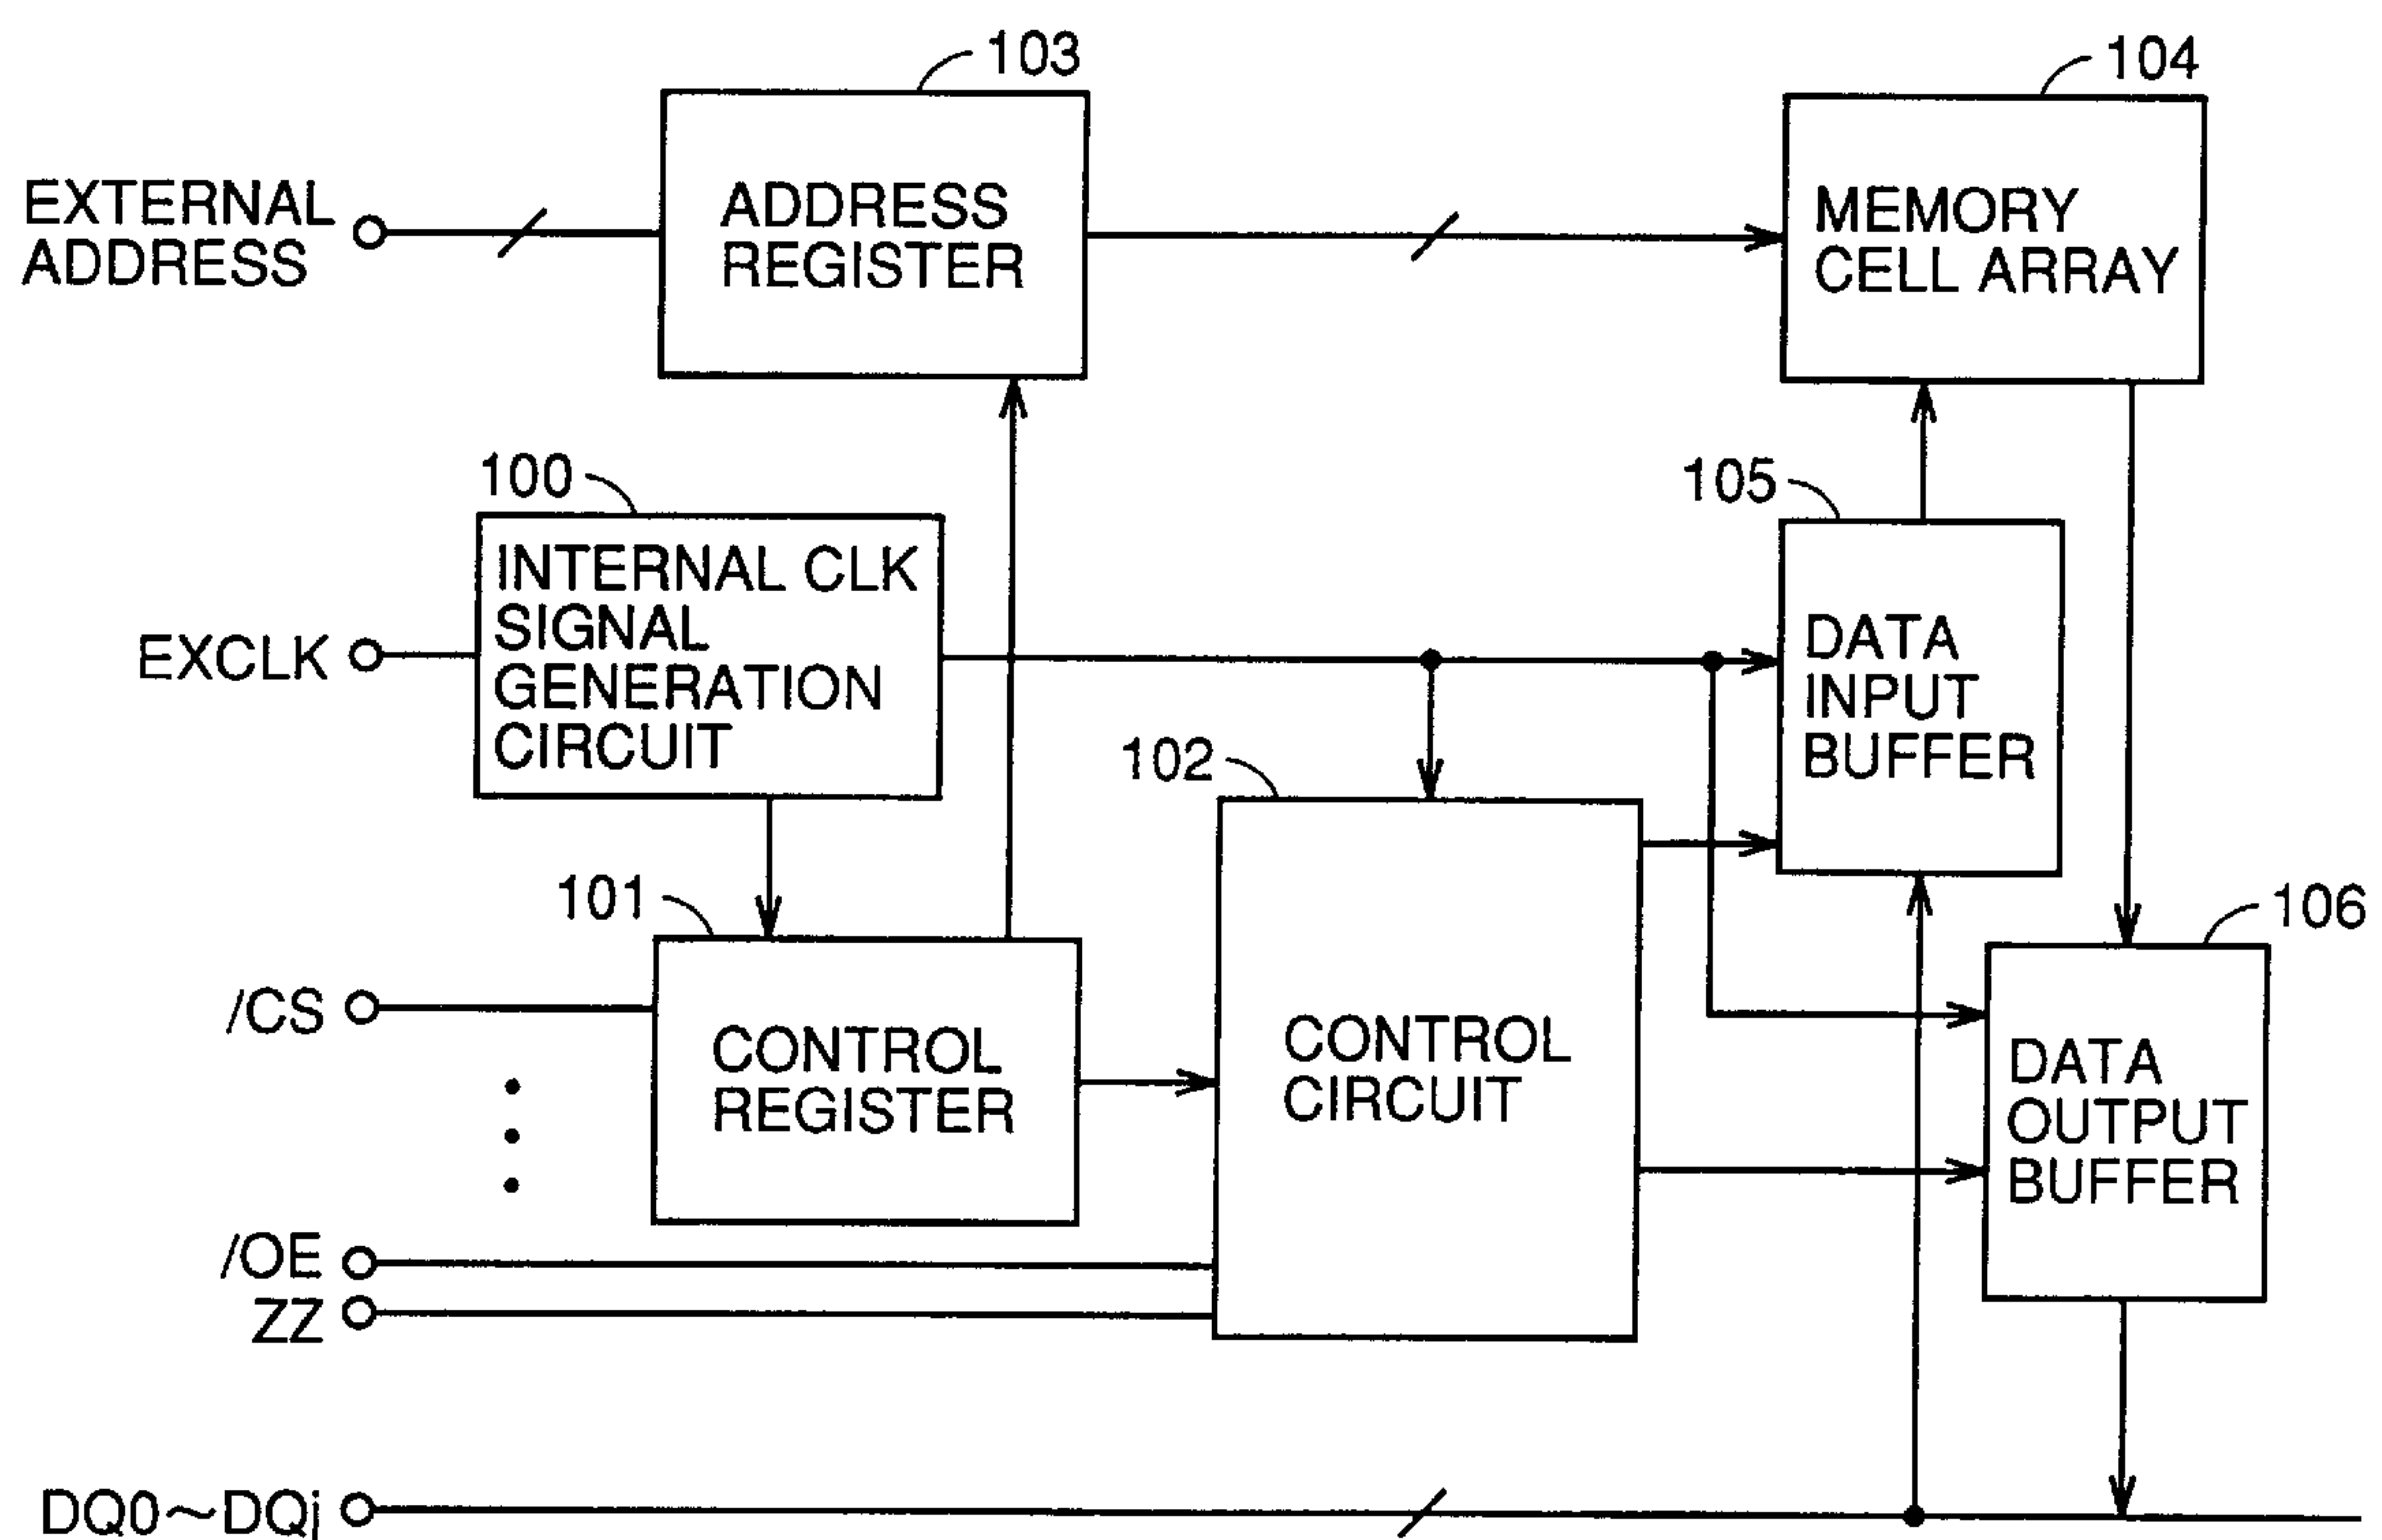 103
104
EXTERNAL
ADDRESS
ADDRESS
REGISTER
MEMORY
CELL ARRAY
100
105
INTERNAL CLK
SIGNAL
GENERATION
CIRCUIT
EXCLK
DATA
INPUT
BUFFER
102
101
106
/CS
CONTROL
REGISTER
CONTROL
CIRCUIT
DATA
OUTPUT
BUFFER
/OE
ZZ
DQ0~DQj